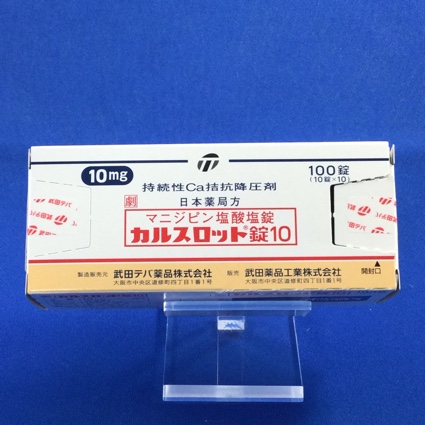 10mg
持続性Ca拮抗降圧剤
100錠
(10錠×10)
劇
日本薬局方
マニジピン塩酸塩錠
カルスロット®錠10
製造販売元 武田テバ薬品株式会社
大阪市中央区道修町四丁目1番1号
販売 武田薬品工業株式会社
大阪市中央区道修町四丁目1番1号
開封口